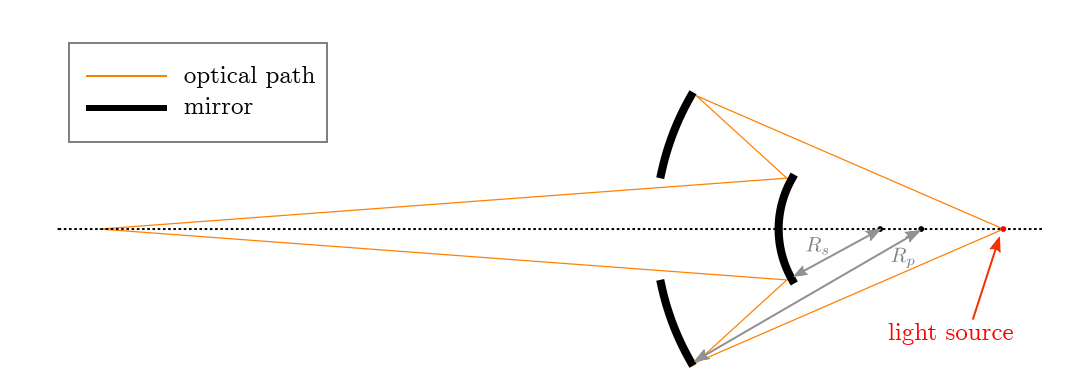 optical path
mirror
R_s
R_p
light source